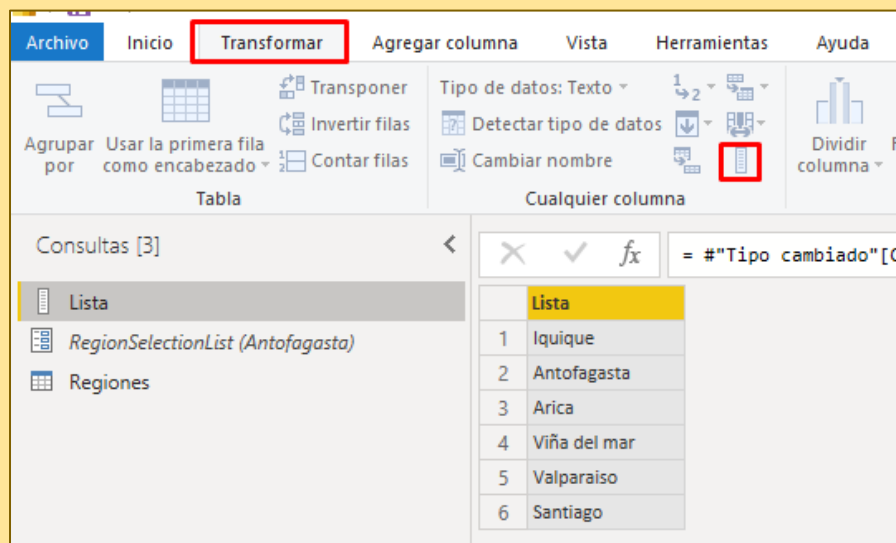 Archivo Inicio Transformar Agregar columna Vista Herramientas Ayuda
Agrupar por
Usar la primera fila como encabezado
Transponer
Invertir filas
Contar filas
Tabla
Tipo de datos: Texto
Detectar tipo de datos
Cambiar nombre
Cualquier columna
Dividir columna
Consultas [3]
Lista
RegionSelectionList (Antofagasta)
Regiones
fx = #"Tipo cambiado"[
Lista
1 Iquique
2 Antofagasta
3 Arica
4 Viña del mar
5 Valparaiso
6 Santiago